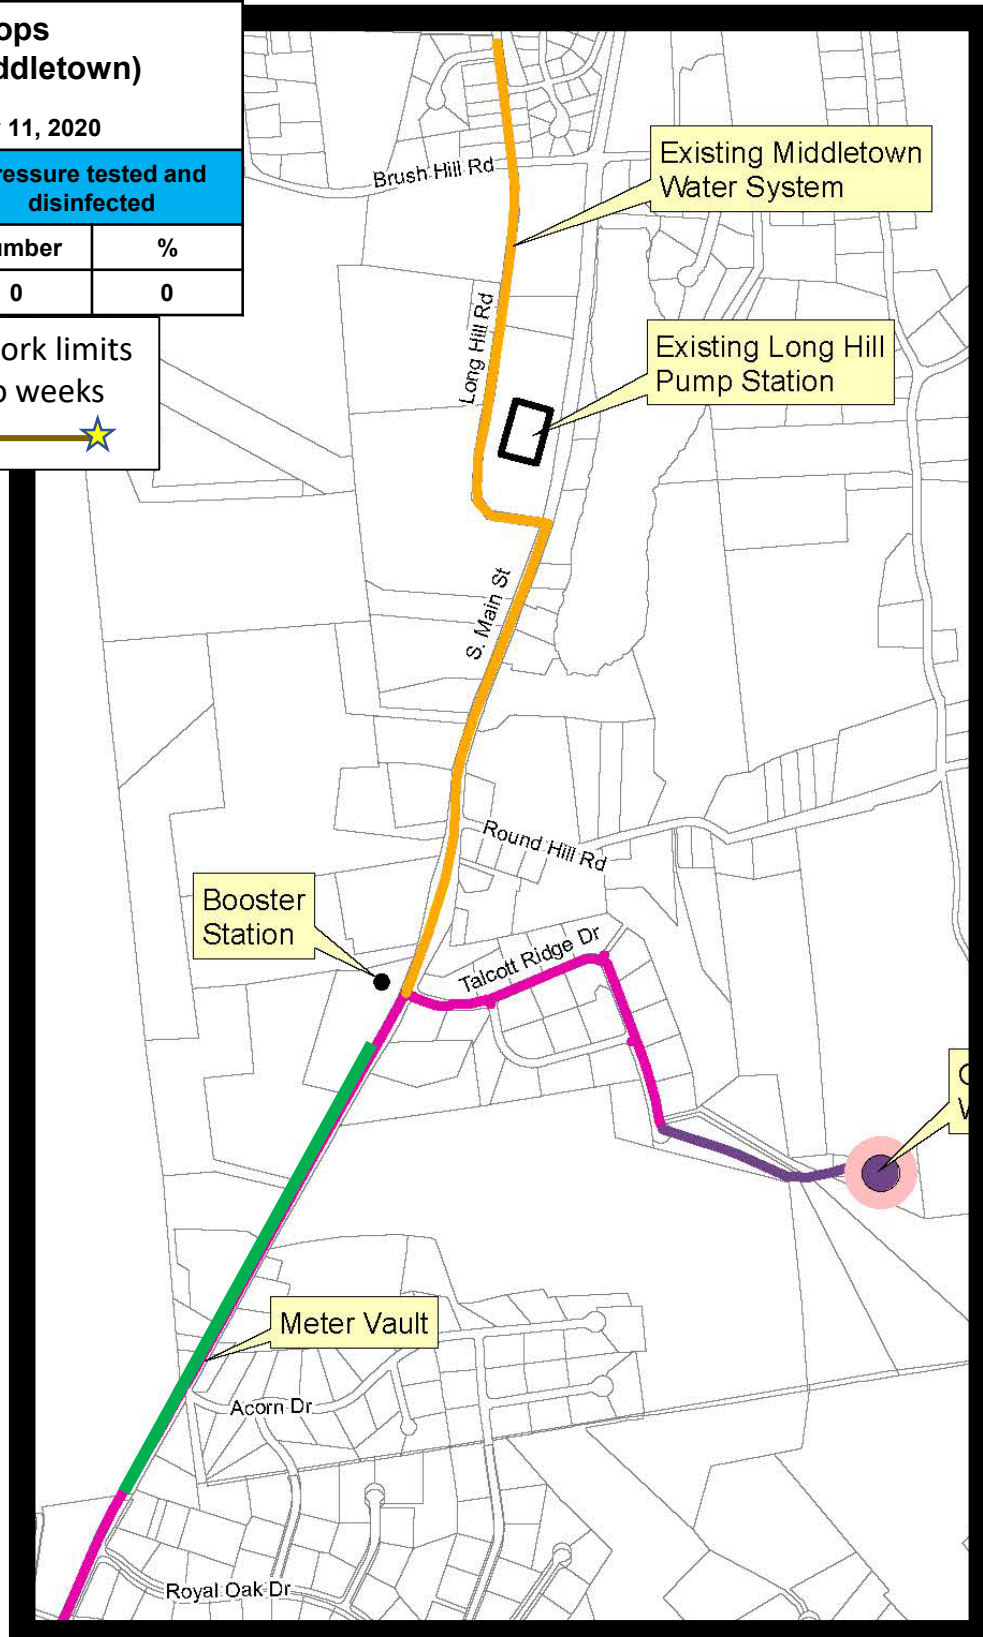 ops
ddletown)
11, 2020
ressure tested and
disinfected
umber
%
0
0
ork limits
o weeks
Brush Hill Rd
Existing Middletown
Water System
Long Hill Rd
Existing Long Hill
Pump Station
S. Main St
Round Hill Rd
Booster
Station
Talcott Ridge Dr
Meter Vault
Acorn Dr
Royal Oak Dr